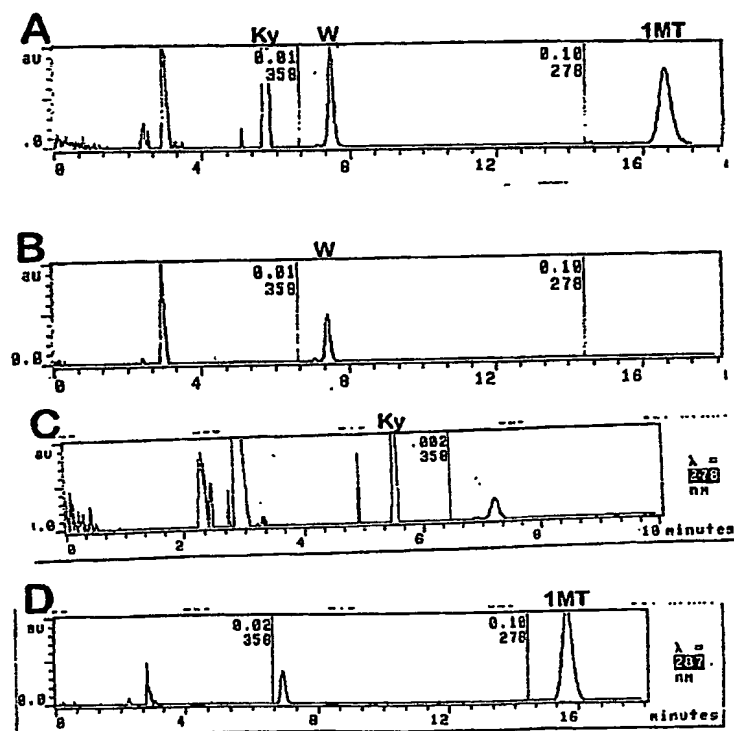 A
Ky W 1MT
au 0.01 0.10
358 278
.0
0 4 8 12 16
B
W
au 0.01 0.10
358 278
0.0
0 4 8 12 16
C
Ky
au .002
358
λ =
278
nm
0 2 4 6 8 10 minutes
D
1MT
au 0.02 0.10
358 278
λ =
287
nm
0.0
0 4 8 12 16 minutes